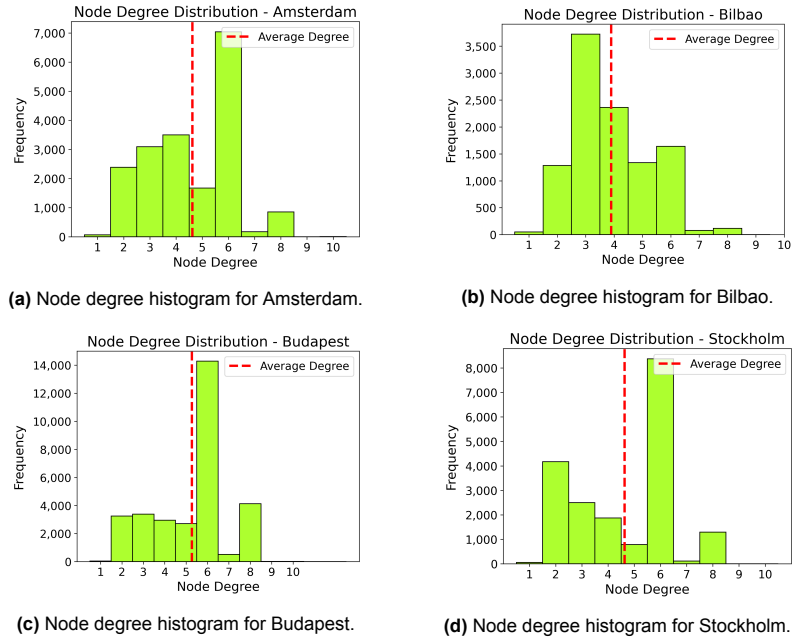 Node Degree Distribution - Amsterdam
Average Degree
7,000
6,000
5,000
4,000
3,000
2,000
1,000
0
Frequency
1 2 3 4 5 6 7 8 9 10
Node Degree
(a) Node degree histogram for Amsterdam.
Node Degree Distribution - Bilbao
Average Degree
3,500
3,000
2,500
2,000
1,500
1,000
500
0
Frequency
1 2 3 4 5 6 7 8 9 10
Node Degree
(b) Node degree histogram for Bilbao.
Node Degree Distribution - Budapest
Average Degree
14,000
12,000
10,000
8,000
6,000
4,000
2,000
0
Frequency
1 2 3 4 5 6 7 8 9 10
Node Degree
(c) Node degree histogram for Budapest.
Node Degree Distribution - Stockholm
Average Degree
8,000
7,000
6,000
5,000
4,000
3,000
2,000
1,000
0
Frequency
1 2 3 4 5 6 7 8 9 10
Node Degree
(d) Node degree histogram for Stockholm.